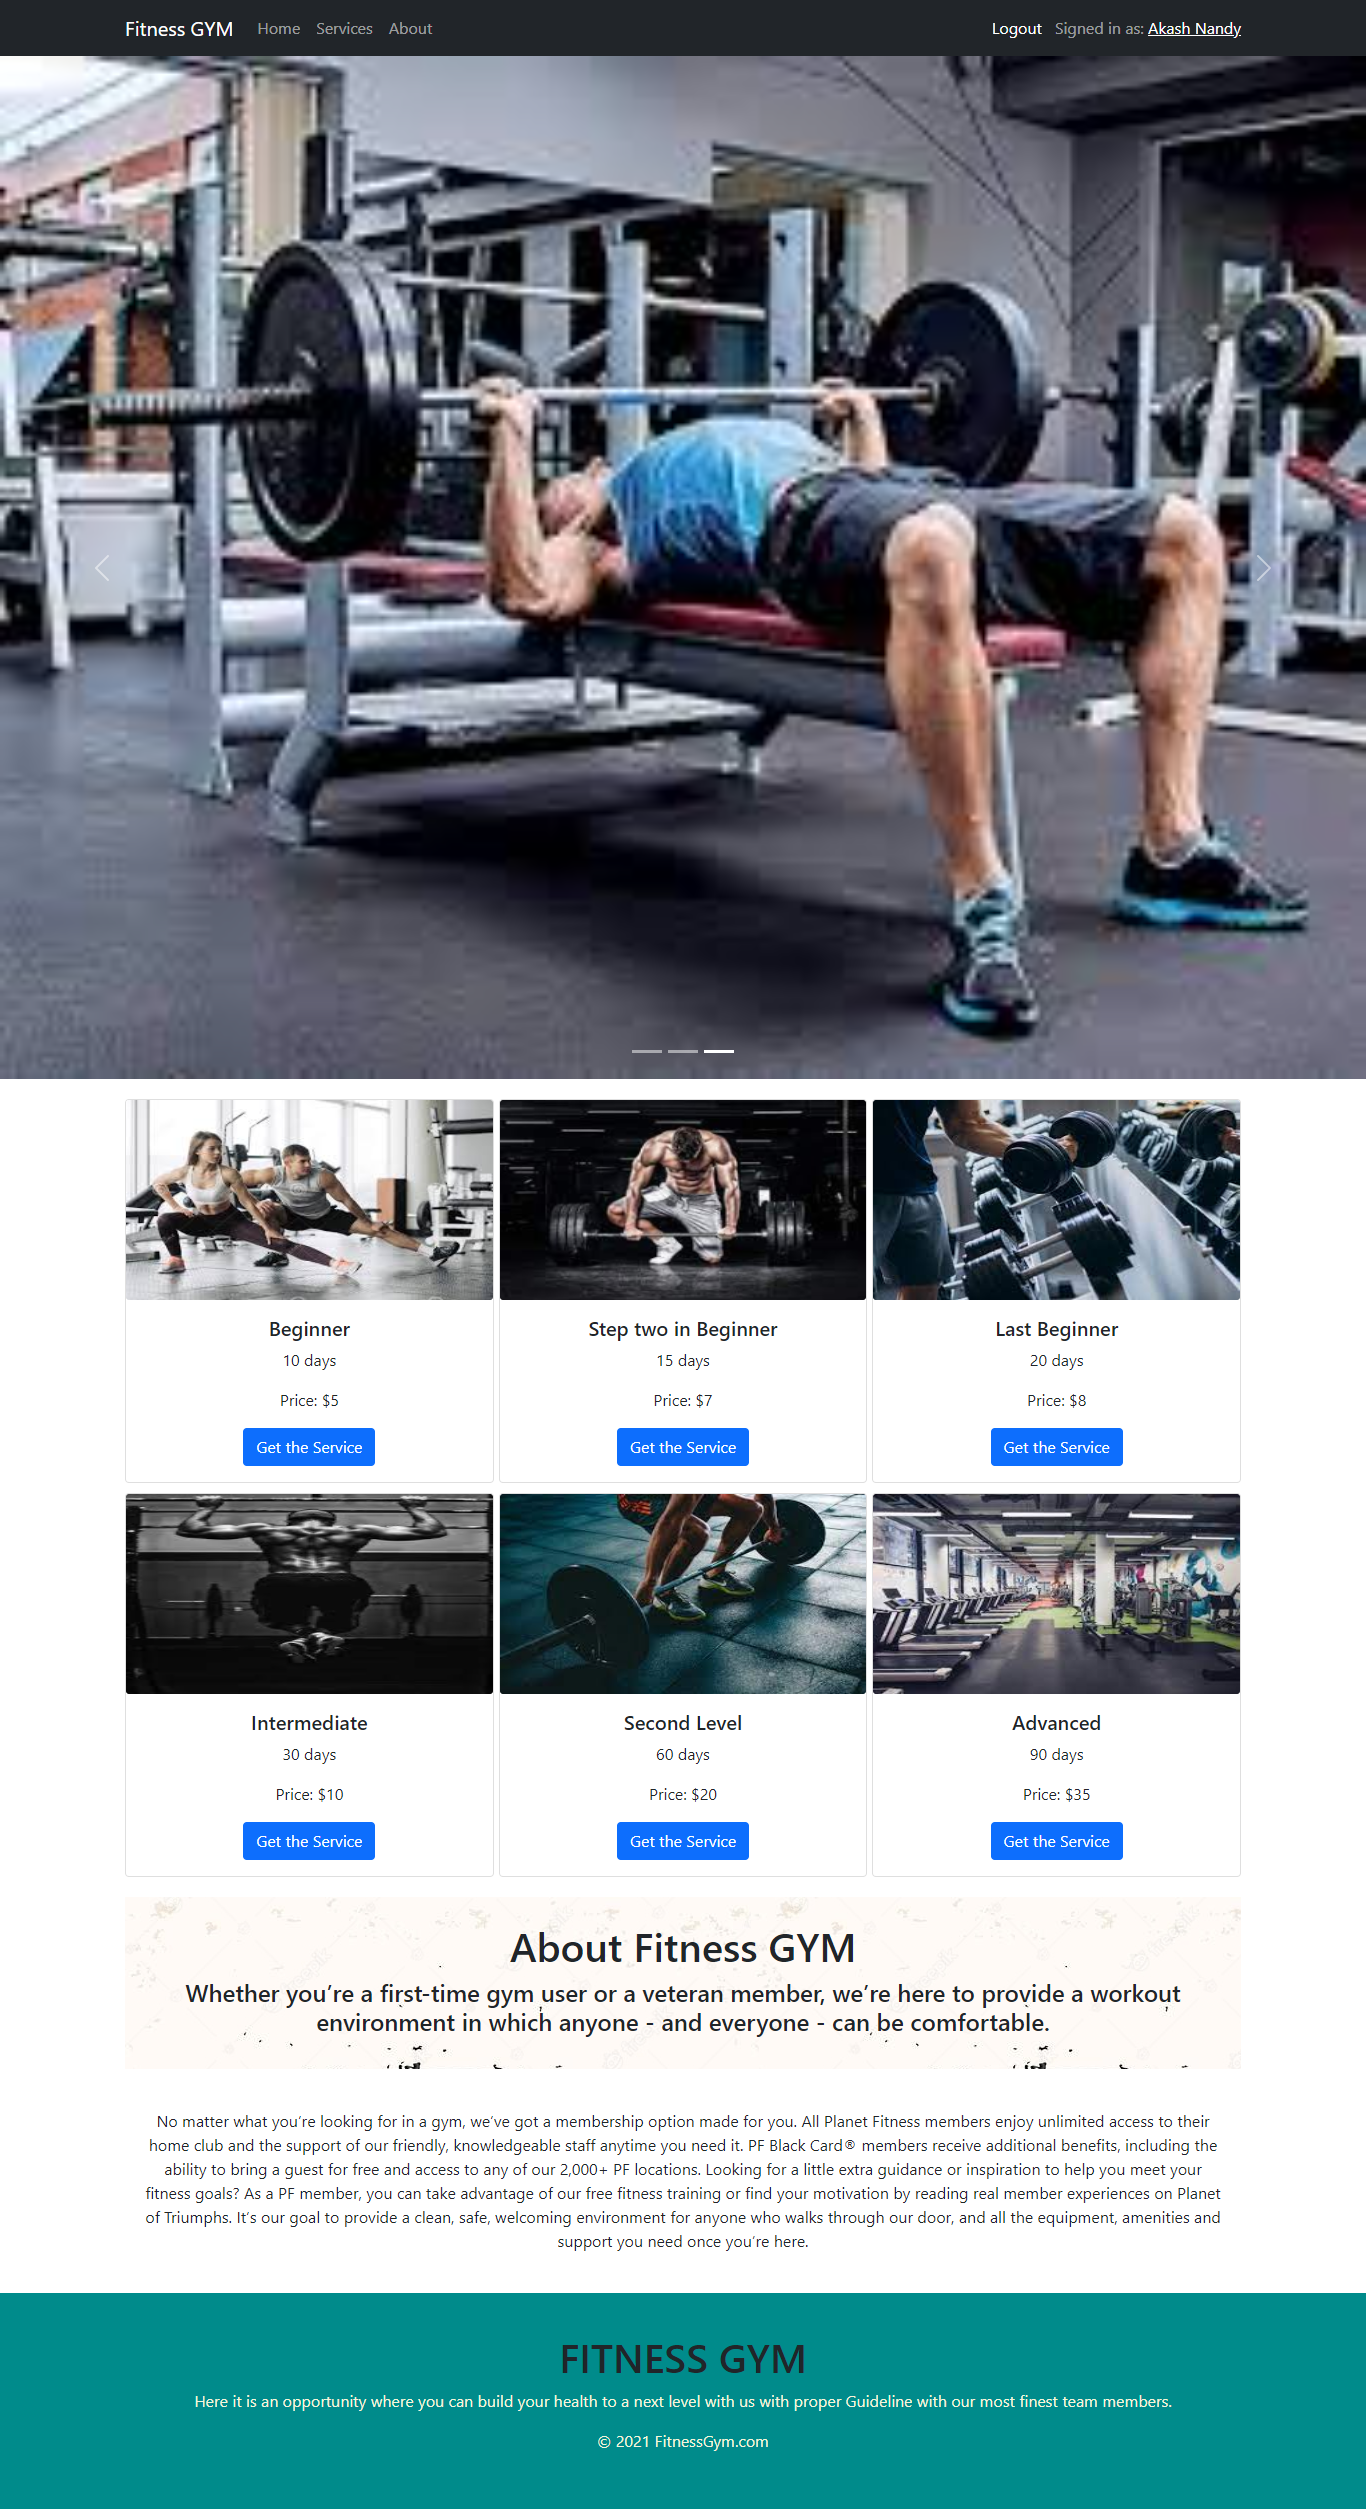 Fitness GYM Home Services About Logout Signed in as: Akash Nandy
Beginner
10 days
Price: $5
Get the Service
Step two in Beginner
15 days
Price: $7
Get the Service
Last Beginner
20 days
Price: $8
Get the Service
Intermediate
30 days
Price: $10
Get the Service
Second Level
60 days
Price: $20
Get the Service
Advanced
90 days
Price: $35
Get the Service
About Fitness GYM
Whether you’re a first-time gym user or a veteran member, we’re here to provide a workout
environment in which anyone - and everyone - can be comfortable.
No matter what you’re looking for in a gym, we’ve got a membership option made for you. All Planet Fitness members enjoy unlimited access to their
home club and the support of our friendly, knowledgeable staff anytime you need it. PF Black Card® members receive additional benefits, including the
ability to bring a guest for free and access to any of our 2,000+ PF locations. Looking for a little extra guidance or inspiration to help you meet your
fitness goals? As a PF member, you can take advantage of our free fitness training or find your motivation by reading real member experiences on Planet
of Triumphs. It’s our goal to provide a clean, safe, welcoming environment for anyone who walks through our door, and all the equipment, amenities and
support you need once you’re here.
FITNESS GYM
Here it is an opportunity where you can build your health to a next level with us with proper Guideline with our most finest team members.
© 2021 FitnessGym.com